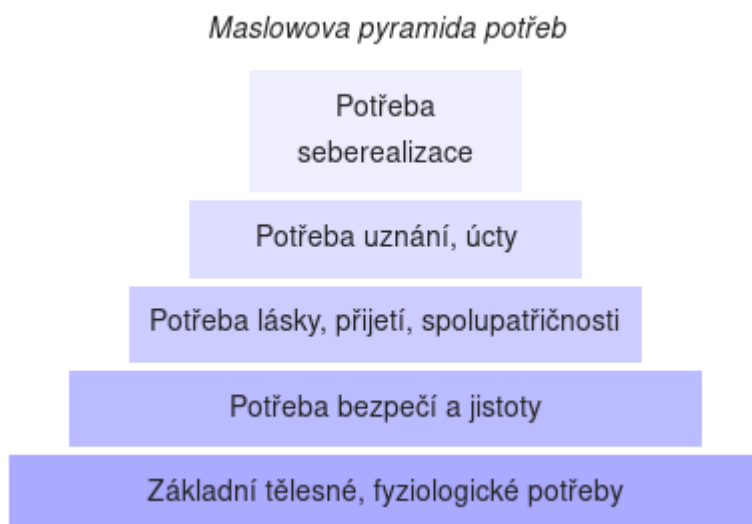 Maslowova pyramida potřeb
Potřeba
seberealizace
Potřeba uznání, úcty
Potřeba lásky, přijetí, spolupatřičnosti
Potřeba bezpečí a jistoty
Základní tělesné, fyziologické potřeby